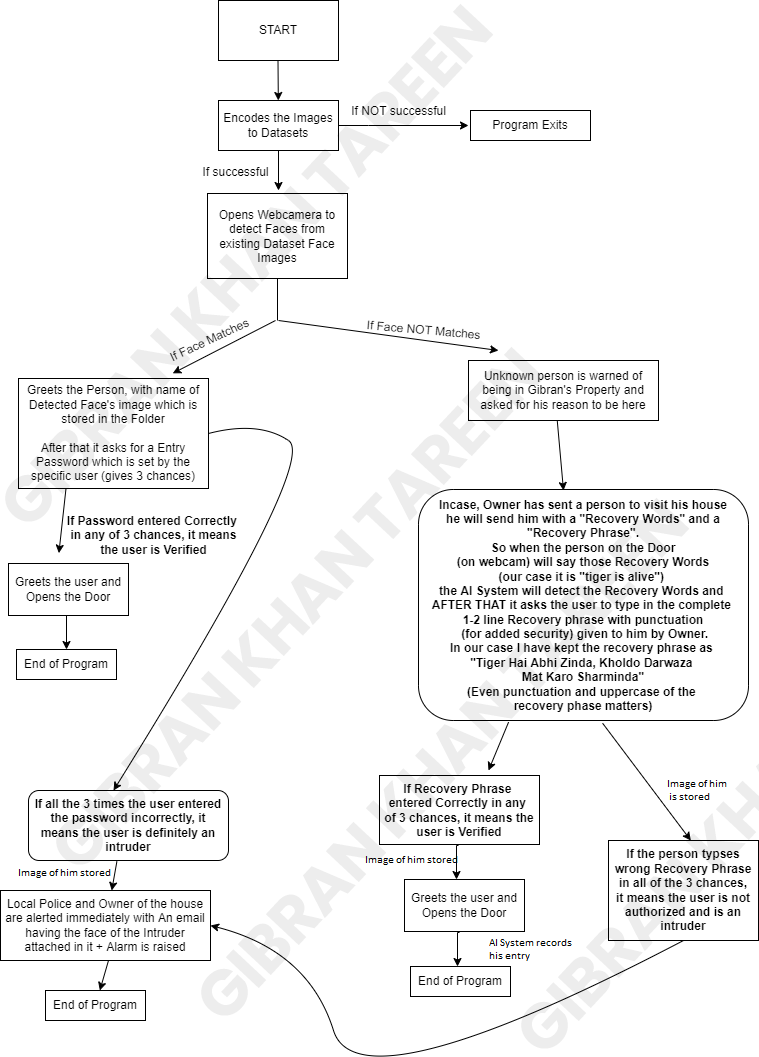 START
Encodes the Images
to Datasets
If NOT successful
Program Exits
If successful
Opens Webcamera to
detect Faces from
existing Dataset Face
Images
If Face Matches
If Face NOT Matches
Greets the Person, with name of
Detected Face's image which is
stored in the Folder
After that it asks for a Entry
Password which is set by the
specific user (gives 3 chances)
Unknown person is warned of
being in Gibran's Property and
asked for his reason to be here
If Password entered Correctly
in any of 3 chances, it means
the user is Verified
Greets the user and
Opens the Door
End of Program
Incase, Owner has sent a person to visit his house
he will send him with a "Recovery Words" and a
"Recovery Phrase".
So when the person on the Door
(on webcam) will say those Recovery Words
(our case it is "tiger is alive")
the AI System will detect the Recovery Words and
AFTER THAT it asks the user to type in the complete
1-2 line Recovery phrase with punctuation
(for added security) given to him by Owner.
In our case I have kept the recovery phrase as
"Tiger Hai Abhi Zinda, Kholdo Darwaza
Mat Karo Sharminda"
(Even punctuation and uppercase of the
recovery phase matters)
If all the 3 times the user entered
the password incorrectly, it
means the user is definitely an
intruder
Image of him stored
Local Police and Owner of the house
are alerted immediately with An email
having the face of the Intruder
attached in it + Alarm is raised
End of Program
If Recovery Phrase
entered Correctly in any
of 3 chances, it means the
user is Verified
Image of him stored
Greets the user and
Opens the Door
AI System records
his entry
End of Program
Image of him
is stored
If the person typses
wrong Recovery Phrase
in all of the 3 chances,
it means the user is not
authorized and is an
intruder
GIBRAN KHAN TAREEN
GIBRAN KHAN TAREEN
GIBRAN KHAN TAREEN
GIBRAN KH